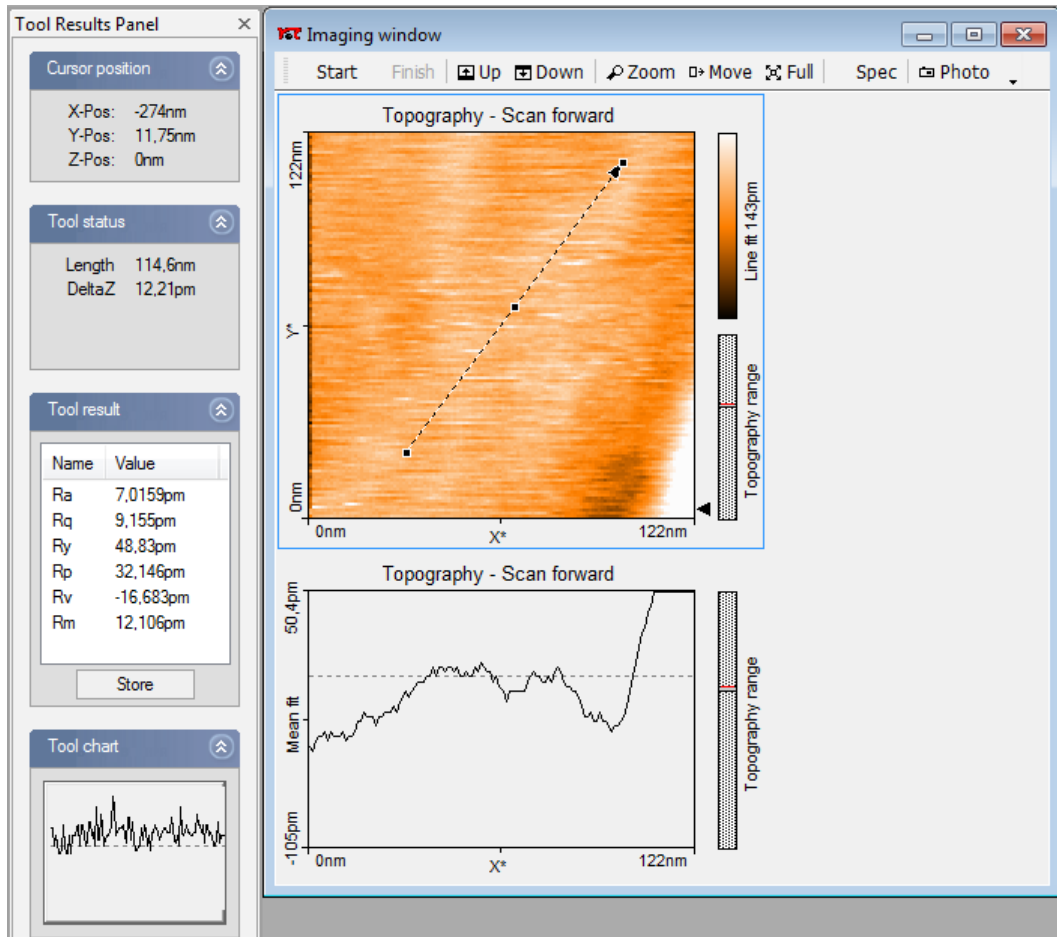 Tool Results Panel
Cursor position
X-Pos: -274nm
Y-Pos: 11,75nm
Z-Pos: 0nm
Tool status
Length 114,6nm
DeltaZ 12,21pm
Tool result
Name Value
Ra 7,0159pm
Rq 9,155pm
Ry 48,83pm
Rp 32,146pm
Rv -16,683pm
Rm 12,106pm
Store
Tool chart
Imaging window
Start Finish Up Down Zoom Move Full Spec Photo
Topography - Scan forward
122nm
Y*
0nm
0nm X* 122nm
Line fit 143pm
Topography range
Topography - Scan forward
50,4pm
Mean fit
-105pm
0nm X* 122nm
Topography range